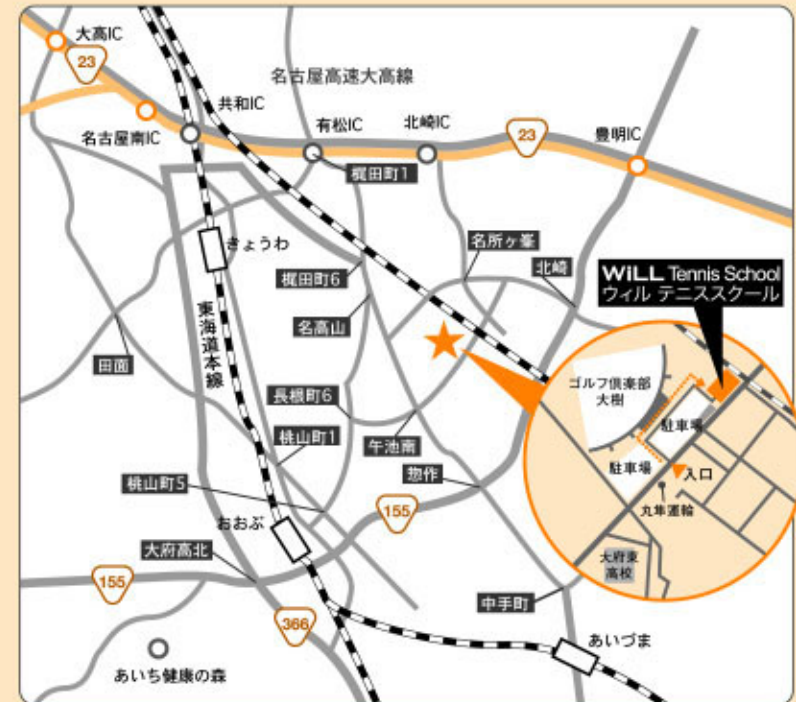 大高IC
23
名古屋高速大高線
共和IC
名古屋南IC
有松IC
北崎IC
23
豊明IC
梶田町1
きょうわ
名所ヶ峯
北崎
梶田町6
WiLL Tennis School
ウィル テニススクール
東海道本線
名高山
田面
ゴルフ倶楽部
大樹
長根町6
駐車場
桃山町1
午池南
駐車場
入口
惣作
桃山町5
丸隼運輸
155
おおぶ
大府高北
大府東
高校
155
中手町
366
あいづま
あいち健康の森